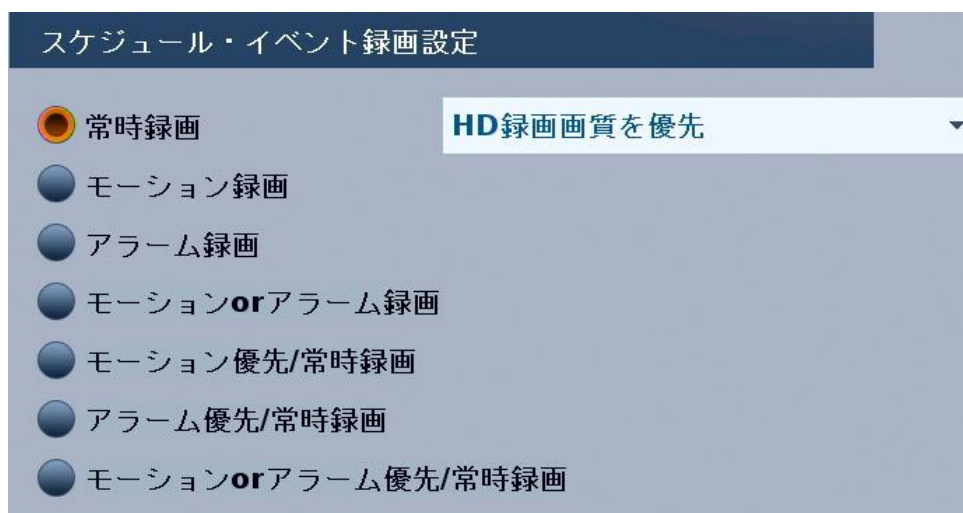 スケジュール・イベント録画設定
常時録画 HD録画画質を優先
モーション録画
アラーム録画
モーションorアラーム録画
モーション優先/常時録画
アラーム優先/常時録画
モーションorアラーム優先/常時録画